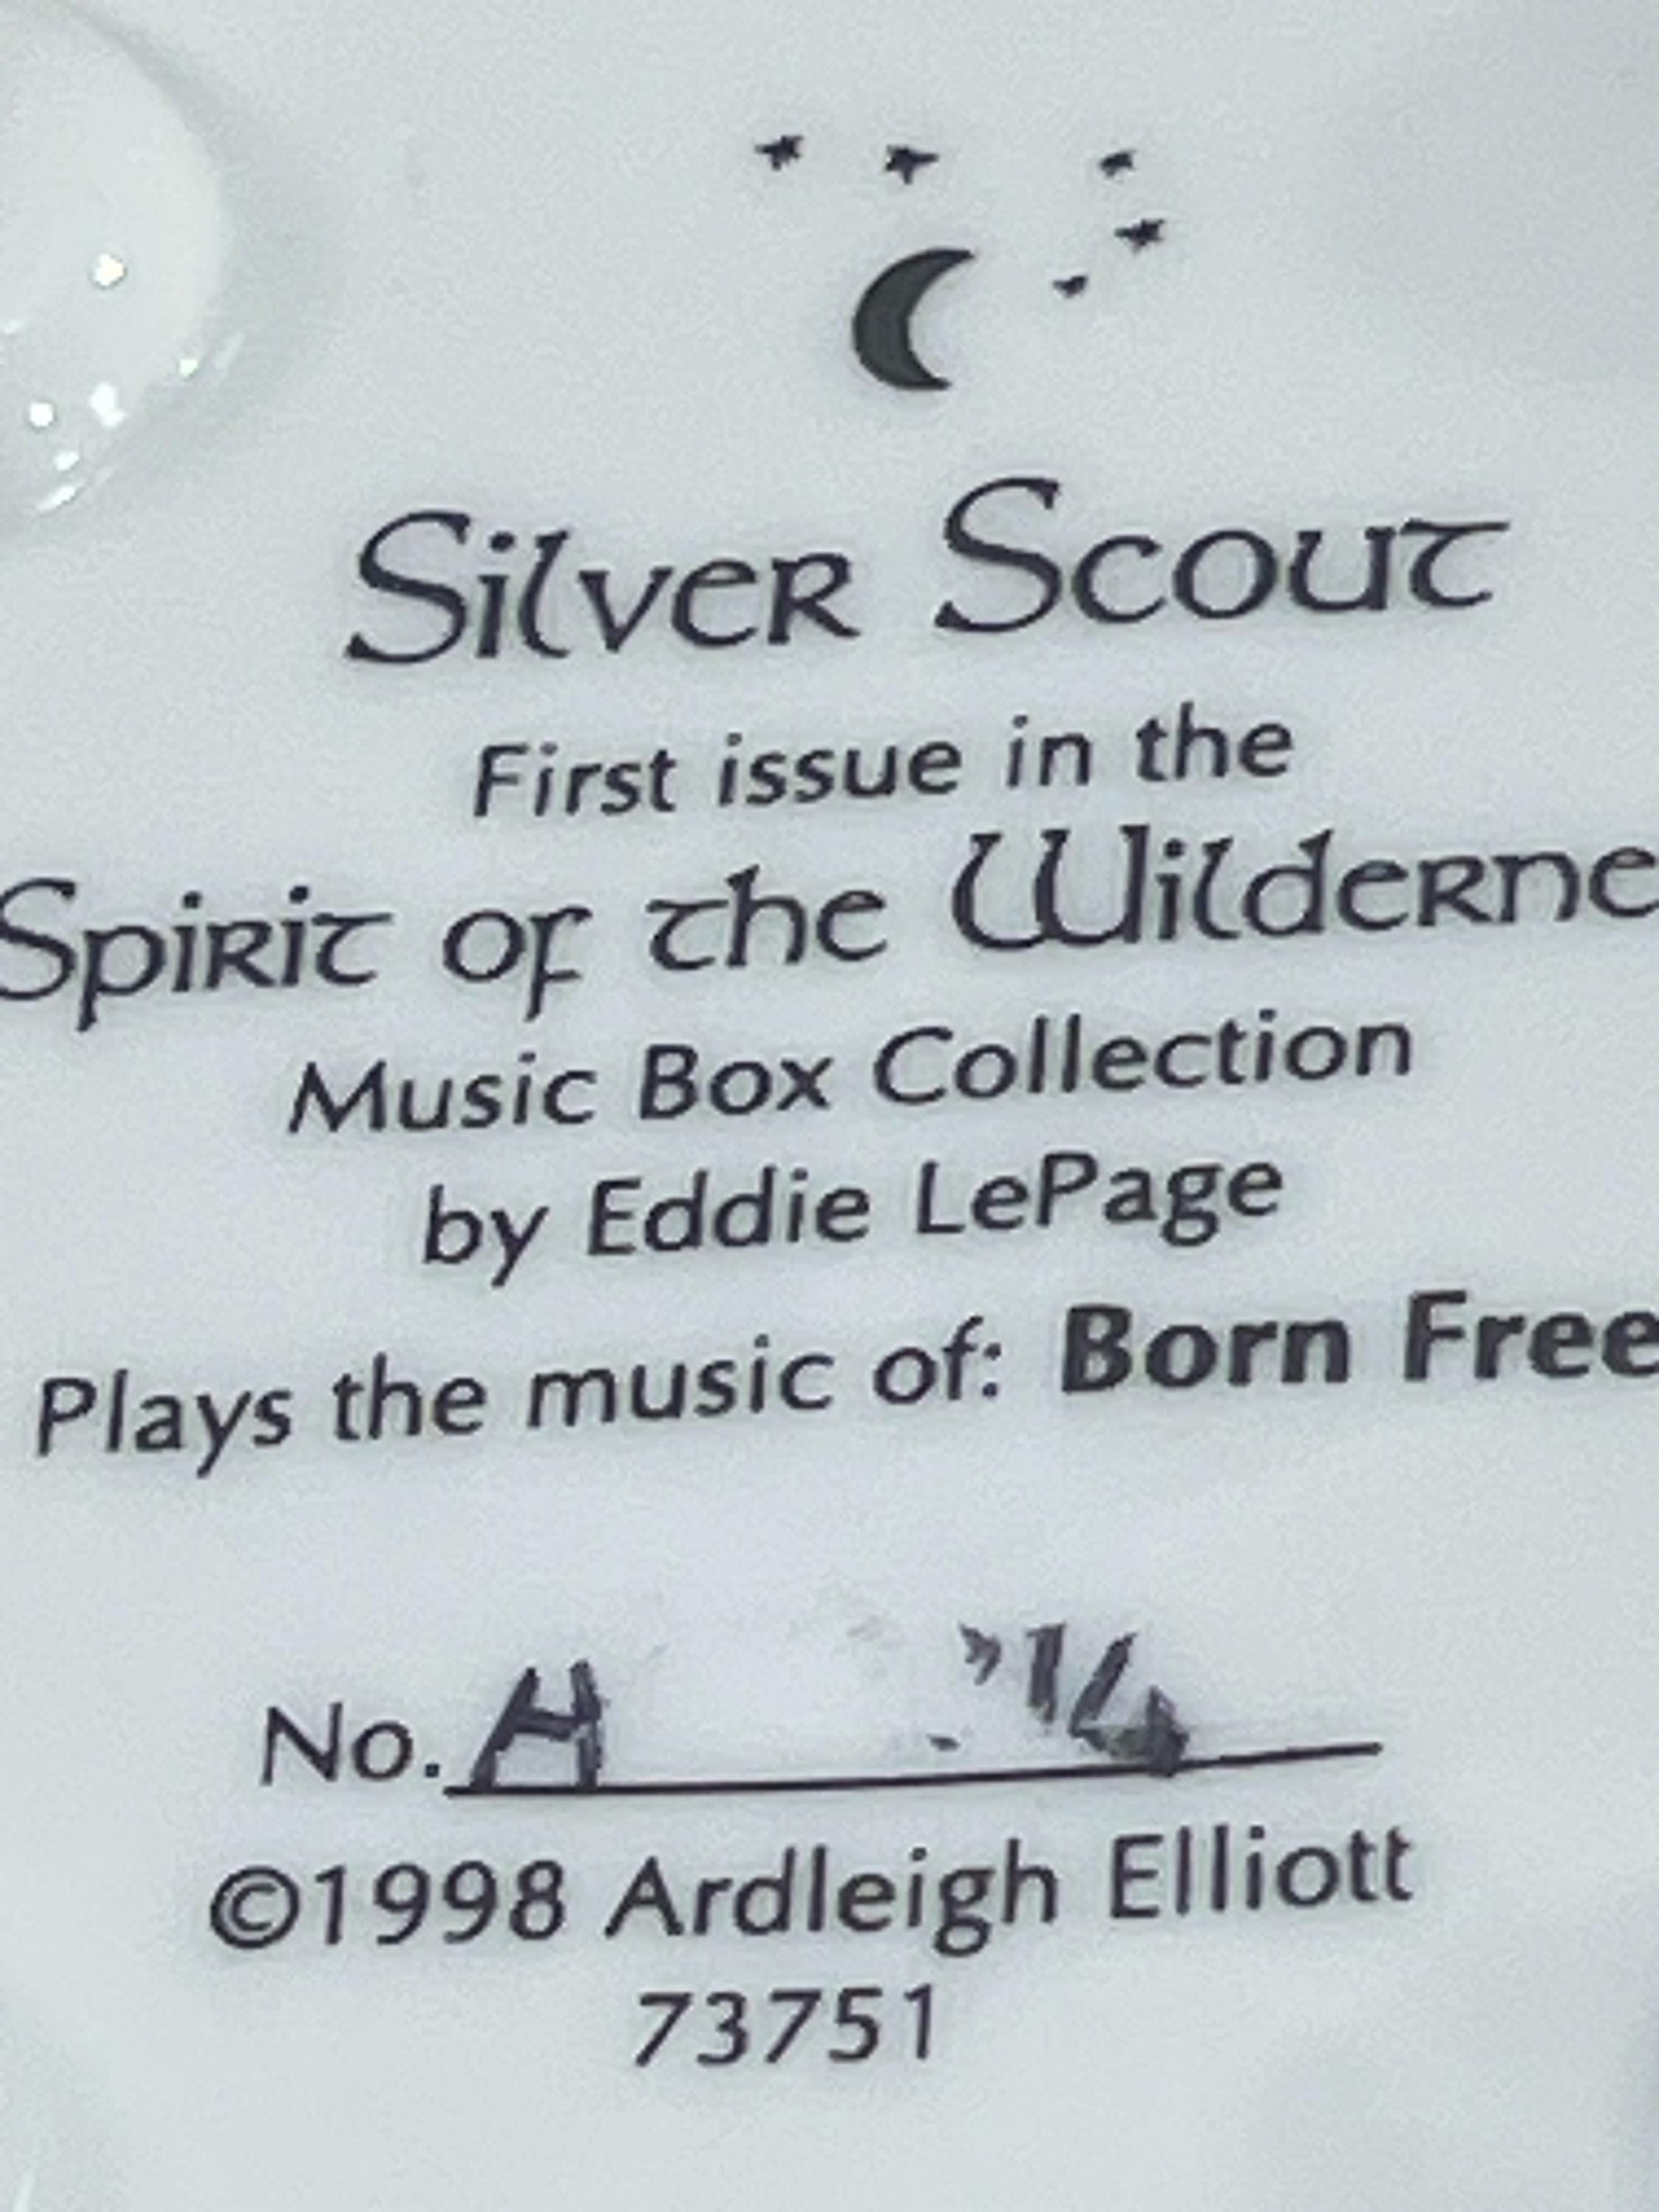 Silver Scout
First issue in the
Spirit of the Wilderne
Music Box Collection
by Eddie LePage
Plays the music of: Born Free
No. H
©1998 Ardleigh Elliott
73751